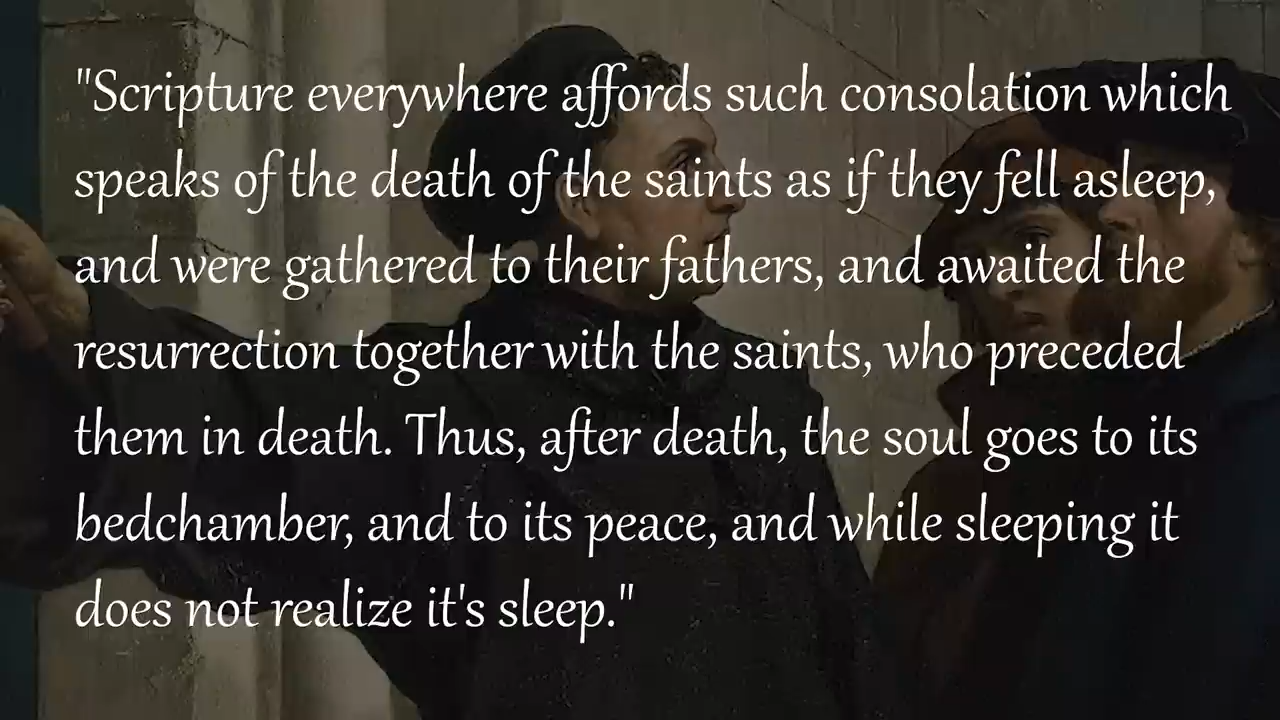 "Scripture everywhere affords such consolation which
speaks of the death of the saints as if they fell asleep,
and were gathered to their fathers, and awaited the
resurrection together with the saints, who preceded
them in death. Thus, after death, the soul goes to its
bedchamber, and to its peace, and while sleeping it
does not realize it's sleep."